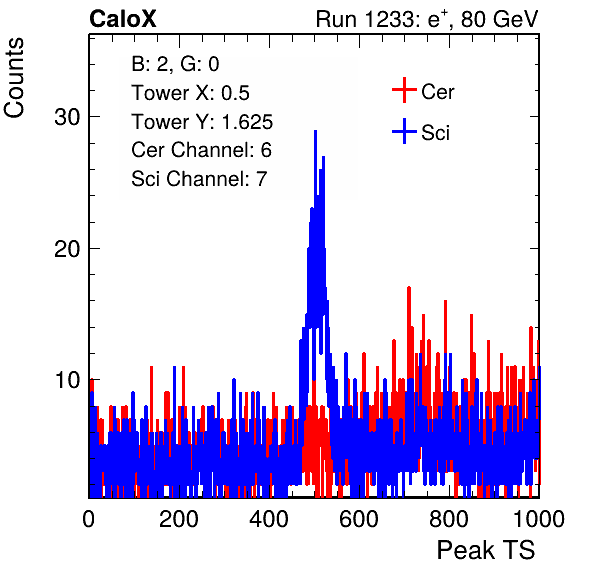 CaloX Run 1233: e⁺, 80 GeV
Counts
B: 2, G: 0
Tower X: 0.5
Tower Y: 1.625
Cer Channel: 6
Sci Channel: 7
Cer
Sci
30
20
10
0 200 400 600 800 1000
Peak TS